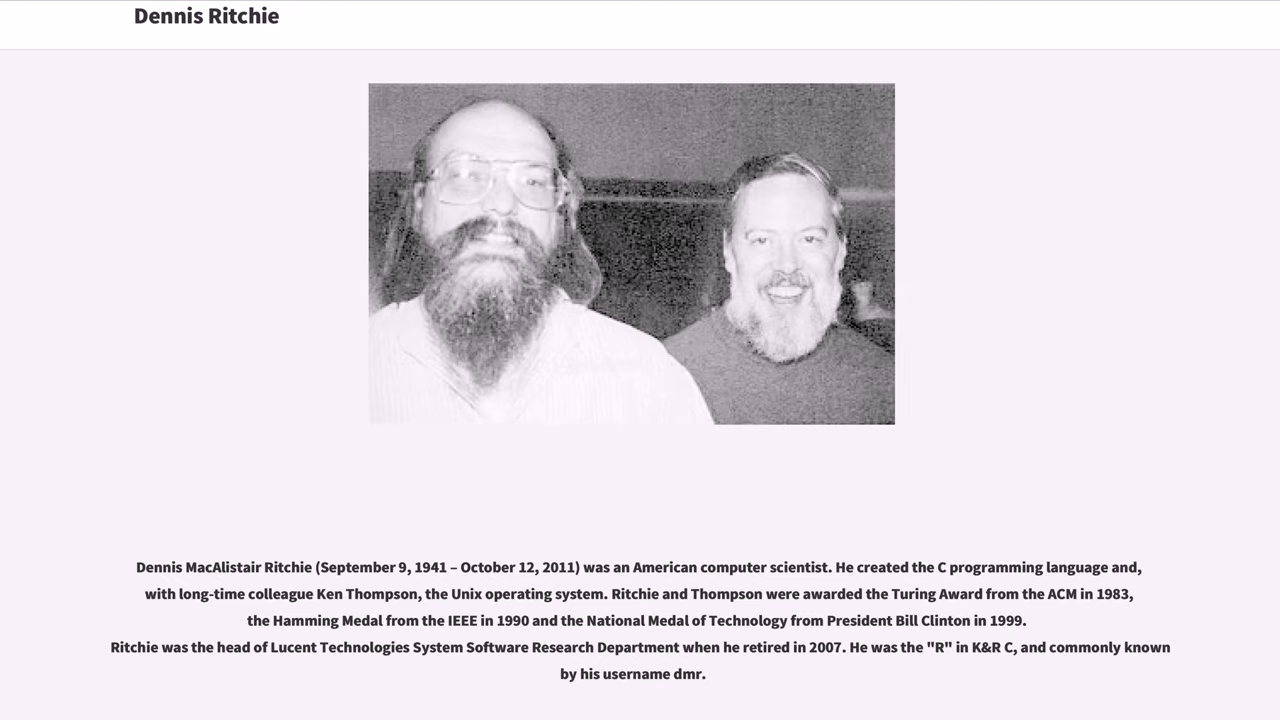 Dennis Ritchie
Dennis MacAlistair Ritchie (September 9, 1941 – October 12, 2011) was an American computer scientist. He created the C programming language and,
with long-time colleague Ken Thompson, the Unix operating system. Ritchie and Thompson were awarded the Turing Award from the ACM in 1983,
the Hamming Medal from the IEEE in 1990 and the National Medal of Technology from President Bill Clinton in 1999.
Ritchie was the head of Lucent Technologies System Software Research Department when he retired in 2007. He was the "R" in K&R C, and commonly known
by his username dmr.